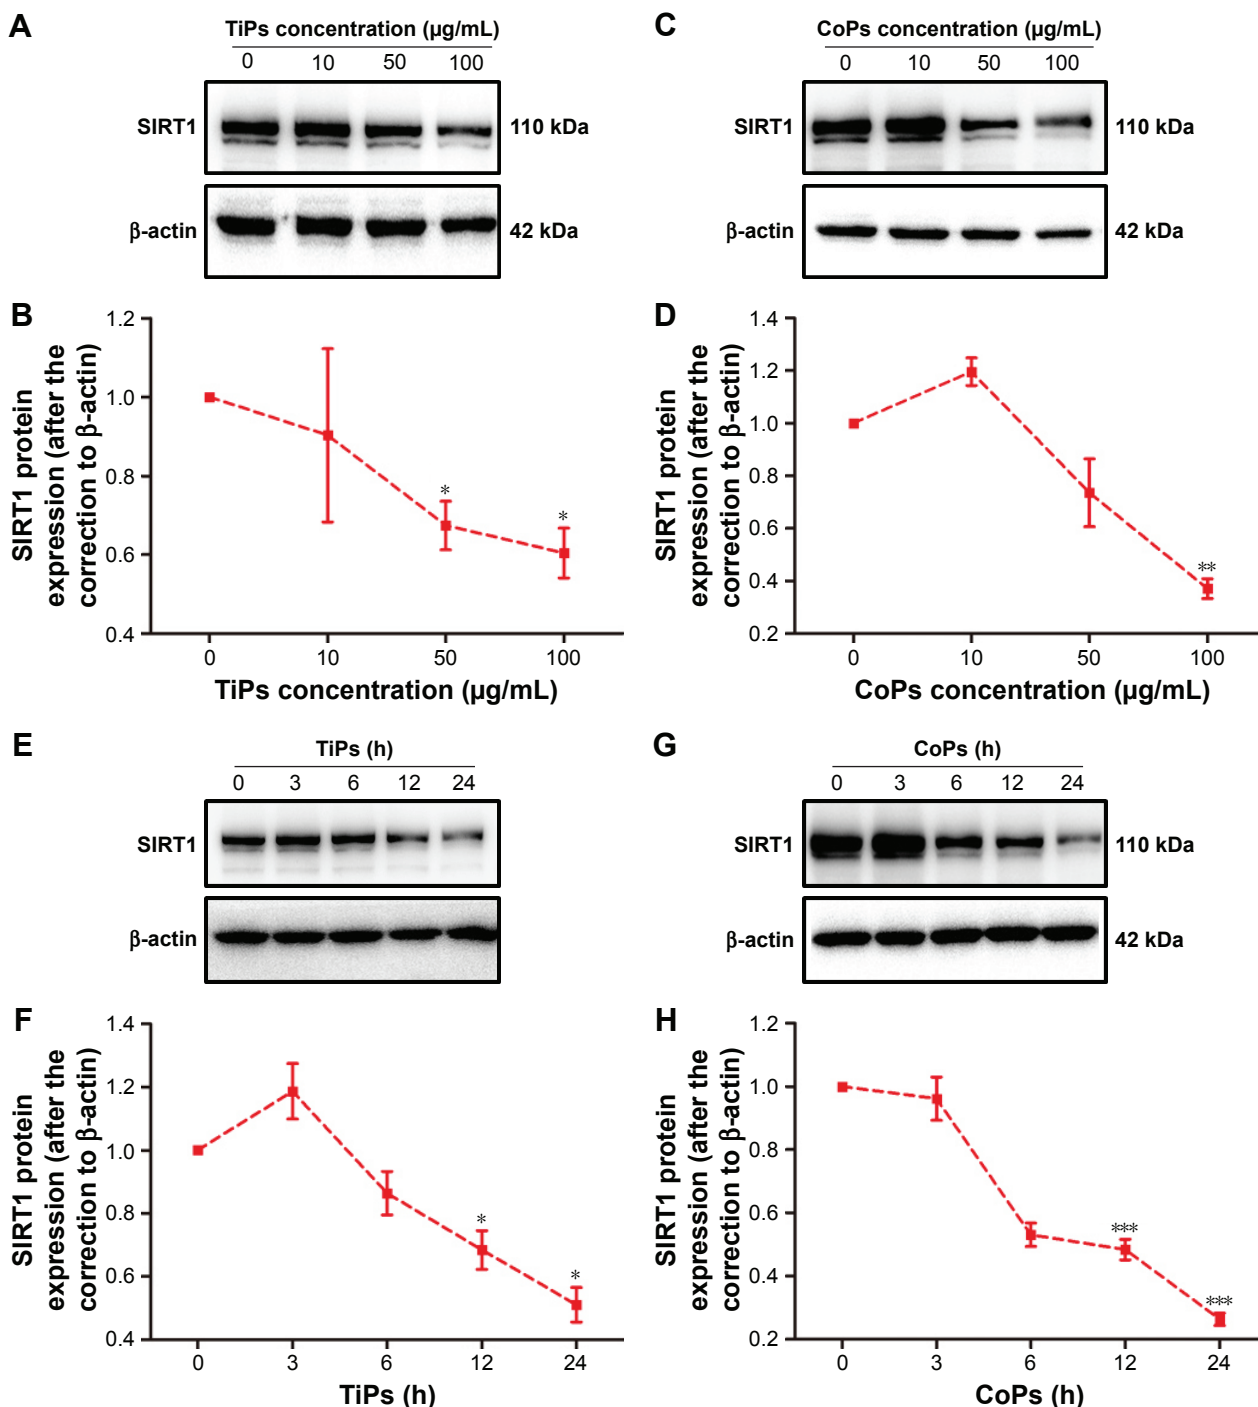 A
TiPs concentration (µg/mL)
0 10 50 100
SIRT1
110 kDa
β-actin
42 kDa
C
CoPs concentration (µg/mL)
0 10 50 100
SIRT1
110 kDa
β-actin
42 kDa
B
SIRT1 protein
expression (after the
correction to β-actin)
1.2
1.0
0.8
0.6
0.4
*
*
0 10 50 100
TiPs concentration (µg/mL)
D
SIRT1 protein
expression (after the
correction to β-actin)
1.4
1.2
1.0
0.8
0.6
0.4
0.2
**
0 10 50 100
CoPs concentration (µg/mL)
E
TiPs (h)
0 3 6 12 24
SIRT1
β-actin
G
CoPs (h)
0 3 6 12 24
SIRT1
110 kDa
β-actin
42 kDa
F
SIRT1 protein
expression (after the
correction to β-actin)
1.4
1.2
1.0
0.8
0.6
0.4
*
*
0 3 6 12 24
TiPs (h)
H
SIRT1 protein
expression (after the
correction to β-actin)
1.2
1.0
0.8
0.6
0.4
0.2
***
***
0 3 6 12 24
CoPs (h)